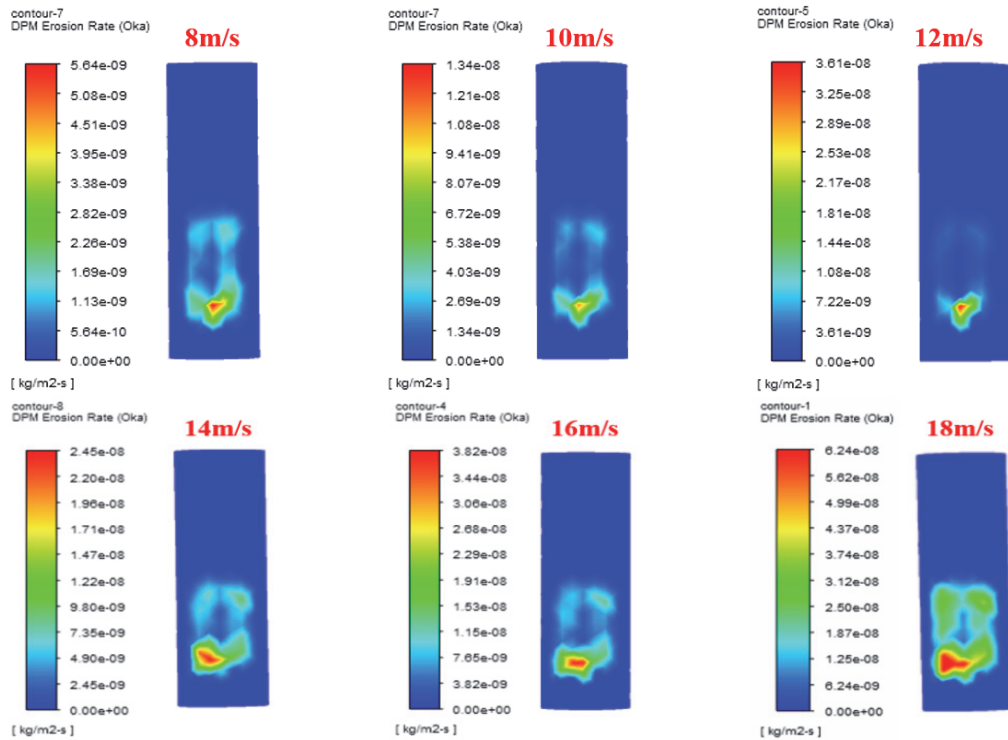 contour-7
DPM Erosion Rate (Oka)
8m/s
5.64e-09
5.08e-09
4.51e-09
3.95e-09
3.38e-09
2.82e-09
2.26e-09
1.69e-09
1.13e-09
5.64e-10
0.00e+00
[ kg/m2-s ]
contour-7
DPM Erosion Rate (Oka)
10m/s
1.34e-08
1.21e-08
1.08e-08
9.41e-09
8.07e-09
6.72e-09
5.38e-09
4.03e-09
2.69e-09
1.34e-09
0.00e+00
[ kg/m2-s ]
contour-5
DPM Erosion Rate (Oka)
12m/s
3.61e-08
3.25e-08
2.89e-08
2.53e-08
2.17e-08
1.81e-08
1.44e-08
1.08e-08
7.22e-09
3.61e-09
0.00e+00
[ kg/m2-s ]
contour-8
DPM Erosion Rate (Oka)
14m/s
2.45e-08
2.20e-08
1.96e-08
1.71e-08
1.47e-08
1.22e-08
9.80e-09
7.35e-09
4.90e-09
2.45e-09
0.00e+00
[ kg/m2-s ]
contour-4
DPM Erosion Rate (Oka)
16m/s
3.82e-08
3.44e-08
3.06e-08
2.68e-08
2.29e-08
1.91e-08
1.53e-08
1.15e-08
7.65e-09
3.82e-09
0.00e+00
[ kg/m2-s ]
contour-1
DPM Erosion Rate (Oka)
18m/s
6.24e-08
5.62e-08
4.99e-08
4.37e-08
3.74e-08
3.12e-08
2.50e-08
1.87e-08
1.25e-08
6.24e-09
0.00e+00
[ kg/m2-s ]